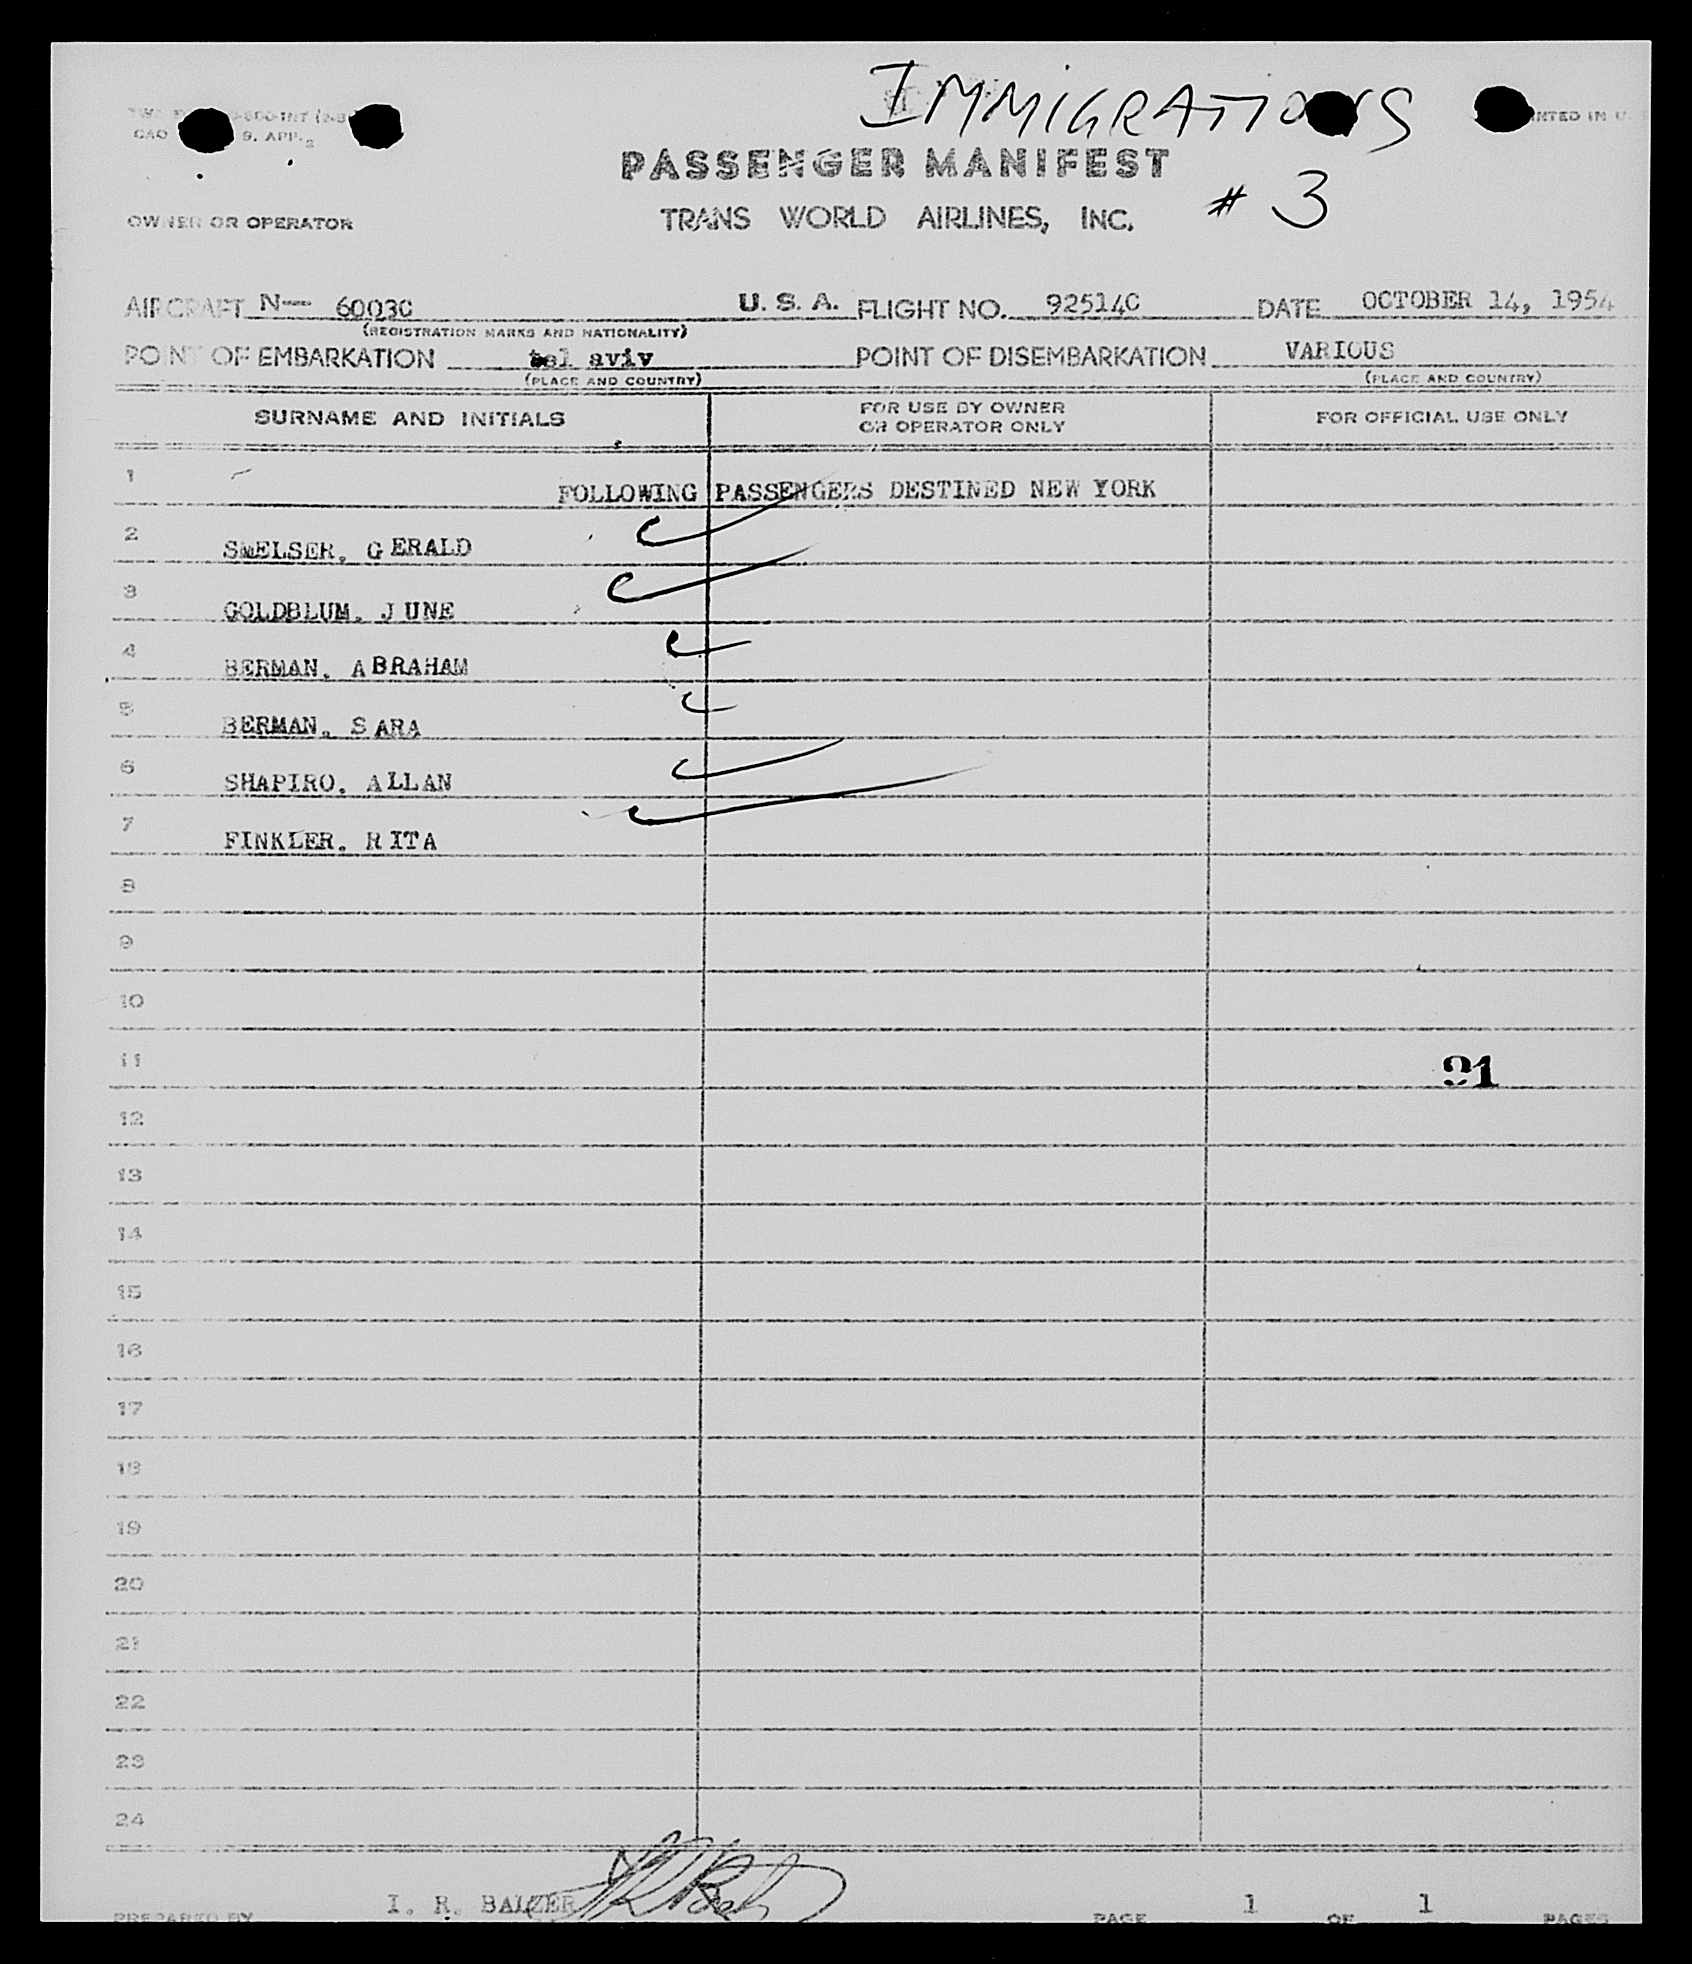 IMMIGRATIONS
GAO 9. APP.
PASSENGER MANIFEST
# 3
OWNER OR OPERATOR
TRANS WORLD AIRLINES, INC.
AIRCRAFT N— 6003C U. S. A. FLIGHT NO. 92514C DATE OCTOBER 14, 1954
(REGISTRATION MARKS AND NATIONALITY)
POINT OF EMBARKATION tel aviv POINT OF DISEMBARKATION VARIOUS
(PLACE AND COUNTRY) (PLACE AND COUNTRY)
SURNAME AND INITIALS FOR USE BY OWNER OR OPERATOR ONLY FOR OFFICIAL USE ONLY
1 FOLLOWING PASSENGERS DESTINED NEW YORK
2 SMELSER. GERALD
3 GOLDBLUM. JUNE
4 BERMAN. ABRAHAM
5 BERMAN. SARA
6 SHAPIRO. ALLAN
7 FINKLER. RITA
8
9
10
11 91
12
13
14
15
16
17
18
19
20
21
22
23
24
PREPARED BY I. R. BALZER PAGE 1 OF 1 PAGES